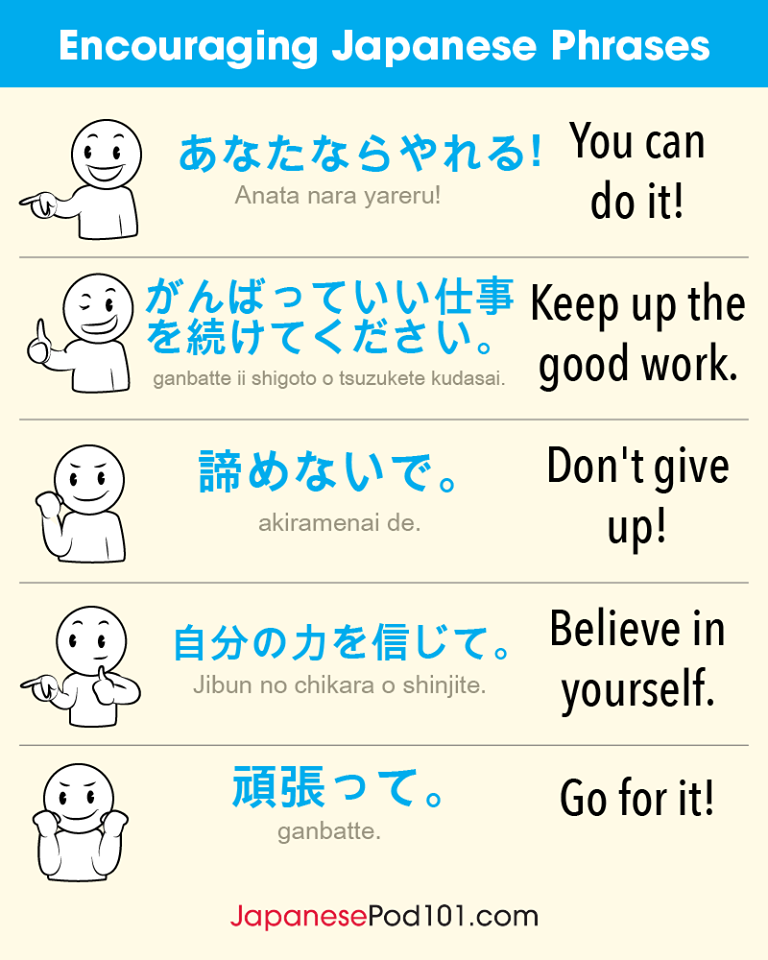 Encouraging Japanese Phrases
あなたならやれる!
Anata nara yareru!
You can
do it!
がんばっていい仕事
を続けてください。
ganbatte ii shigoto o tsuzukete kudasai.
Keep up the
good work.
諦めないで。
akiramenai de.
Don't give
up!
自分の力を信じて。
Jibun no chikara o shinjite.
Believe in
yourself.
頑張って。
ganbatte.
Go for it!
JapanesePod101.com